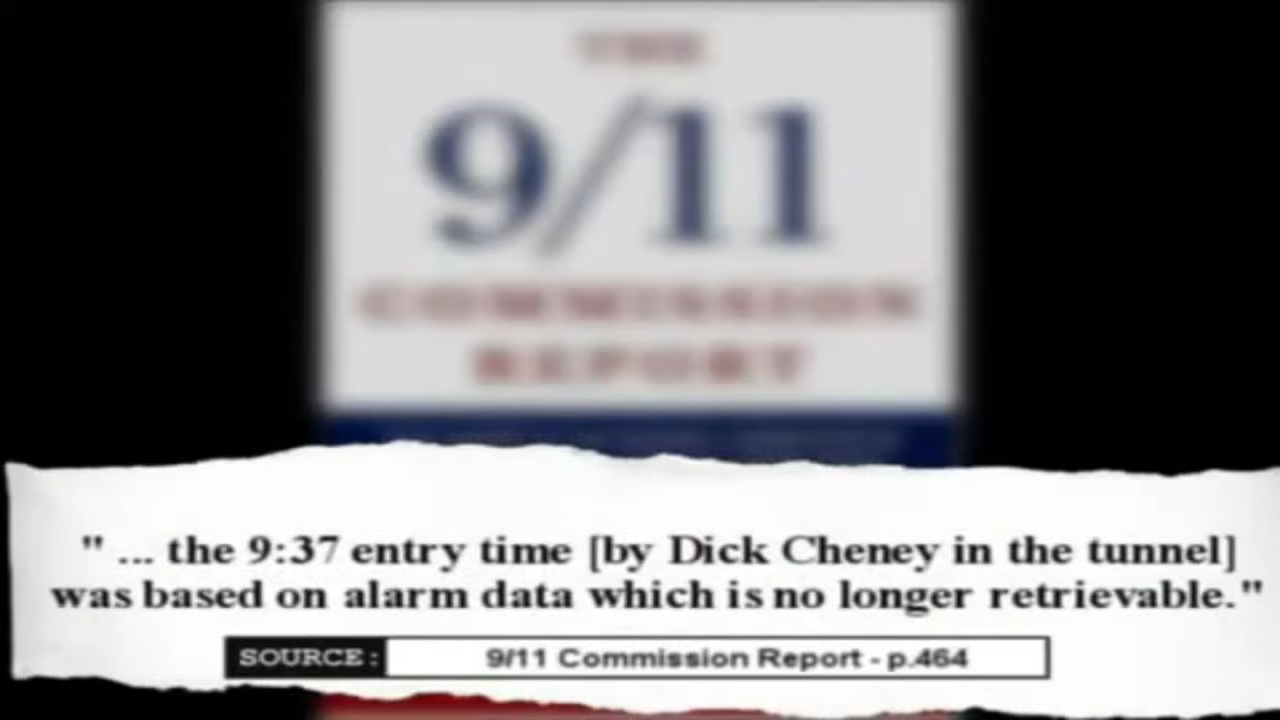 THE
9/11
COMMISSION
REPORT
" ... the 9:37 entry time [by Dick Cheney in the tunnel]
was based on alarm data which is no longer retrievable."
SOURCE: 9/11 Commission Report - p.464